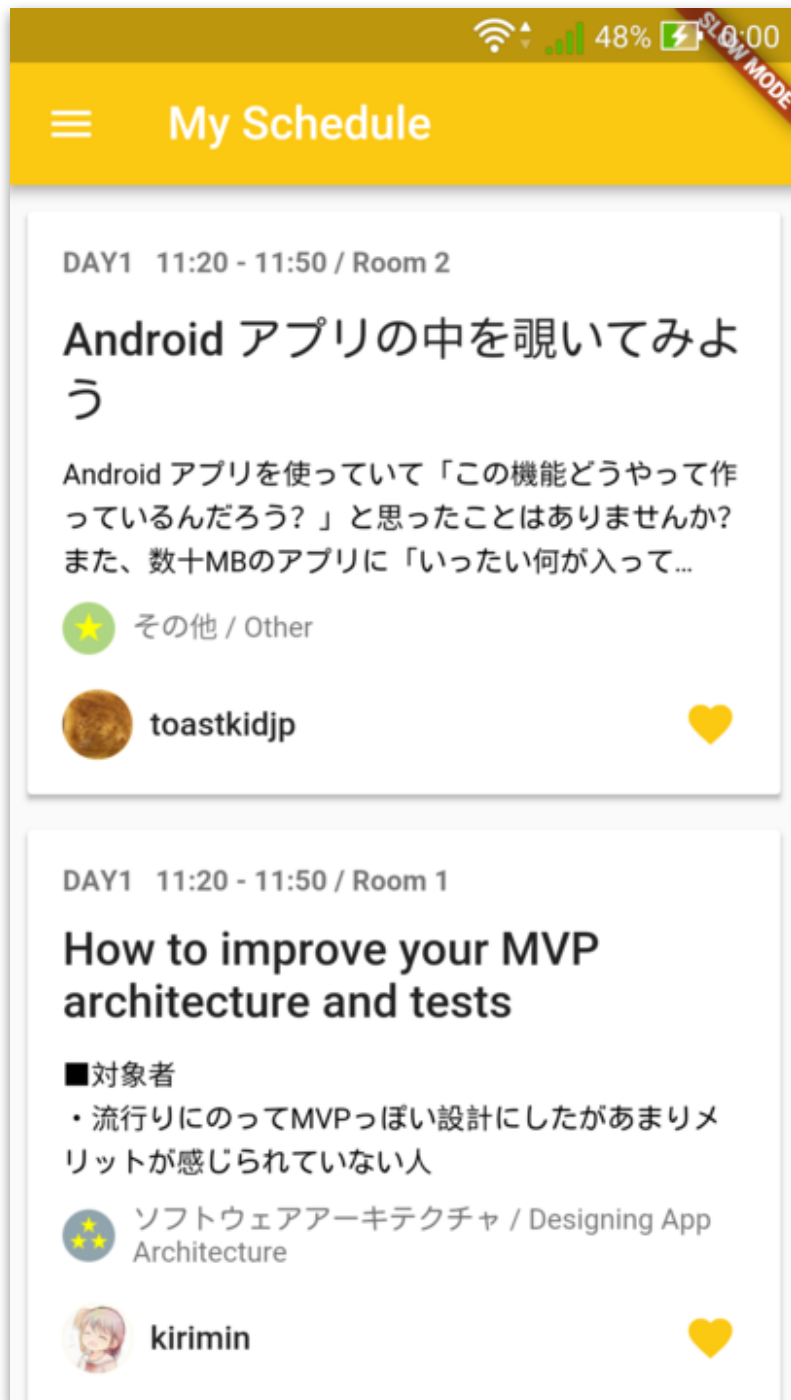 48% 0:00
SLOW MODE
My Schedule
DAY1 11:20 - 11:50 / Room 2
Android アプリの中を覗いてみよ
う
Android アプリを使っていて「この機能どうやって作
っているんだろう？」と思ったことはありませんか?
また、数十MBのアプリに「いったい何が入って…
その他 / Other
toastkidjp
DAY1 11:20 - 11:50 / Room 1
How to improve your MVP
architecture and tests
■対象者
・流行りにのってMVPっぽい設計にしたがあまりメ
リットが感じられていない人
ソフトウェアアーキテクチャ / Designing App
Architecture
kirimin